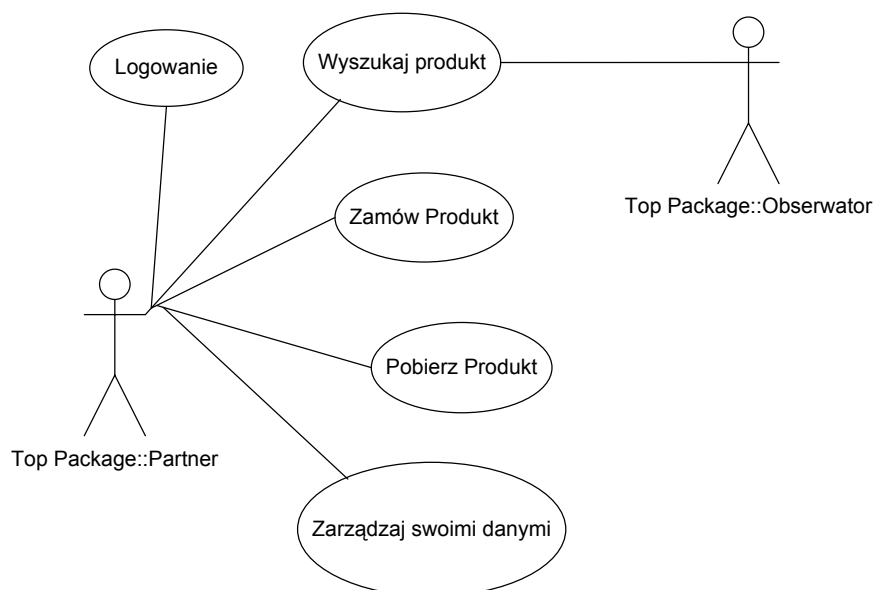 Logowanie
Wyszukaj produkt
Top Package::Obserwator
Zamów Produkt
Pobierz Produkt
Top Package::Partner
Zarządzaj swoimi danymi